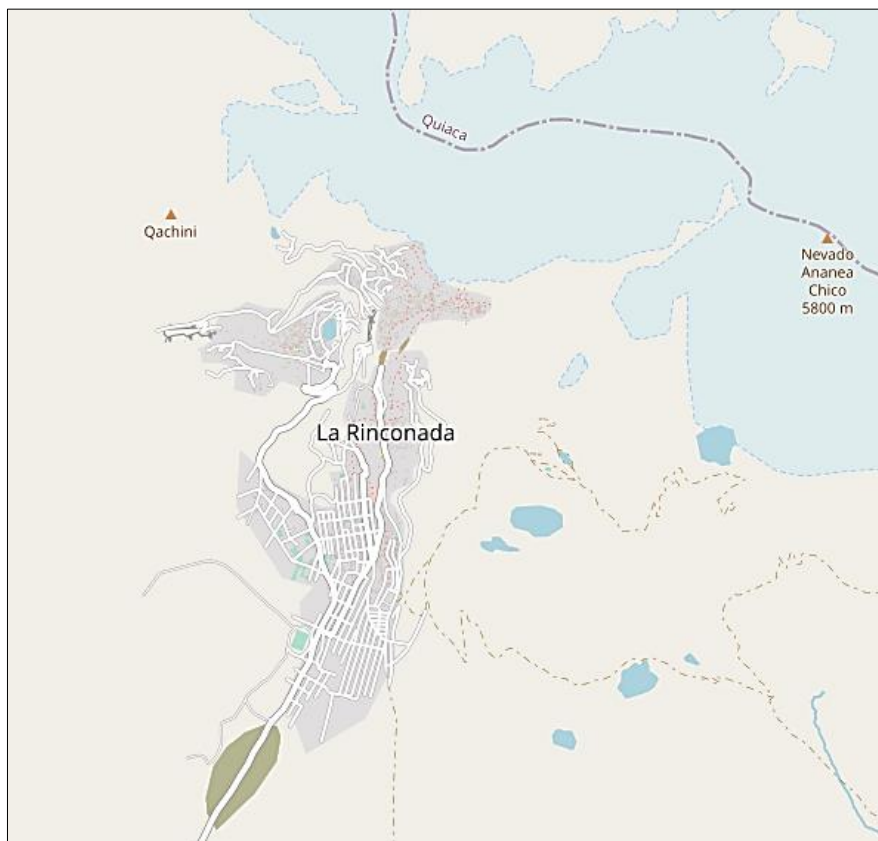 Quiaca
Qachini
Nevado
Ananea
Chico
5800 m
La Rinconada